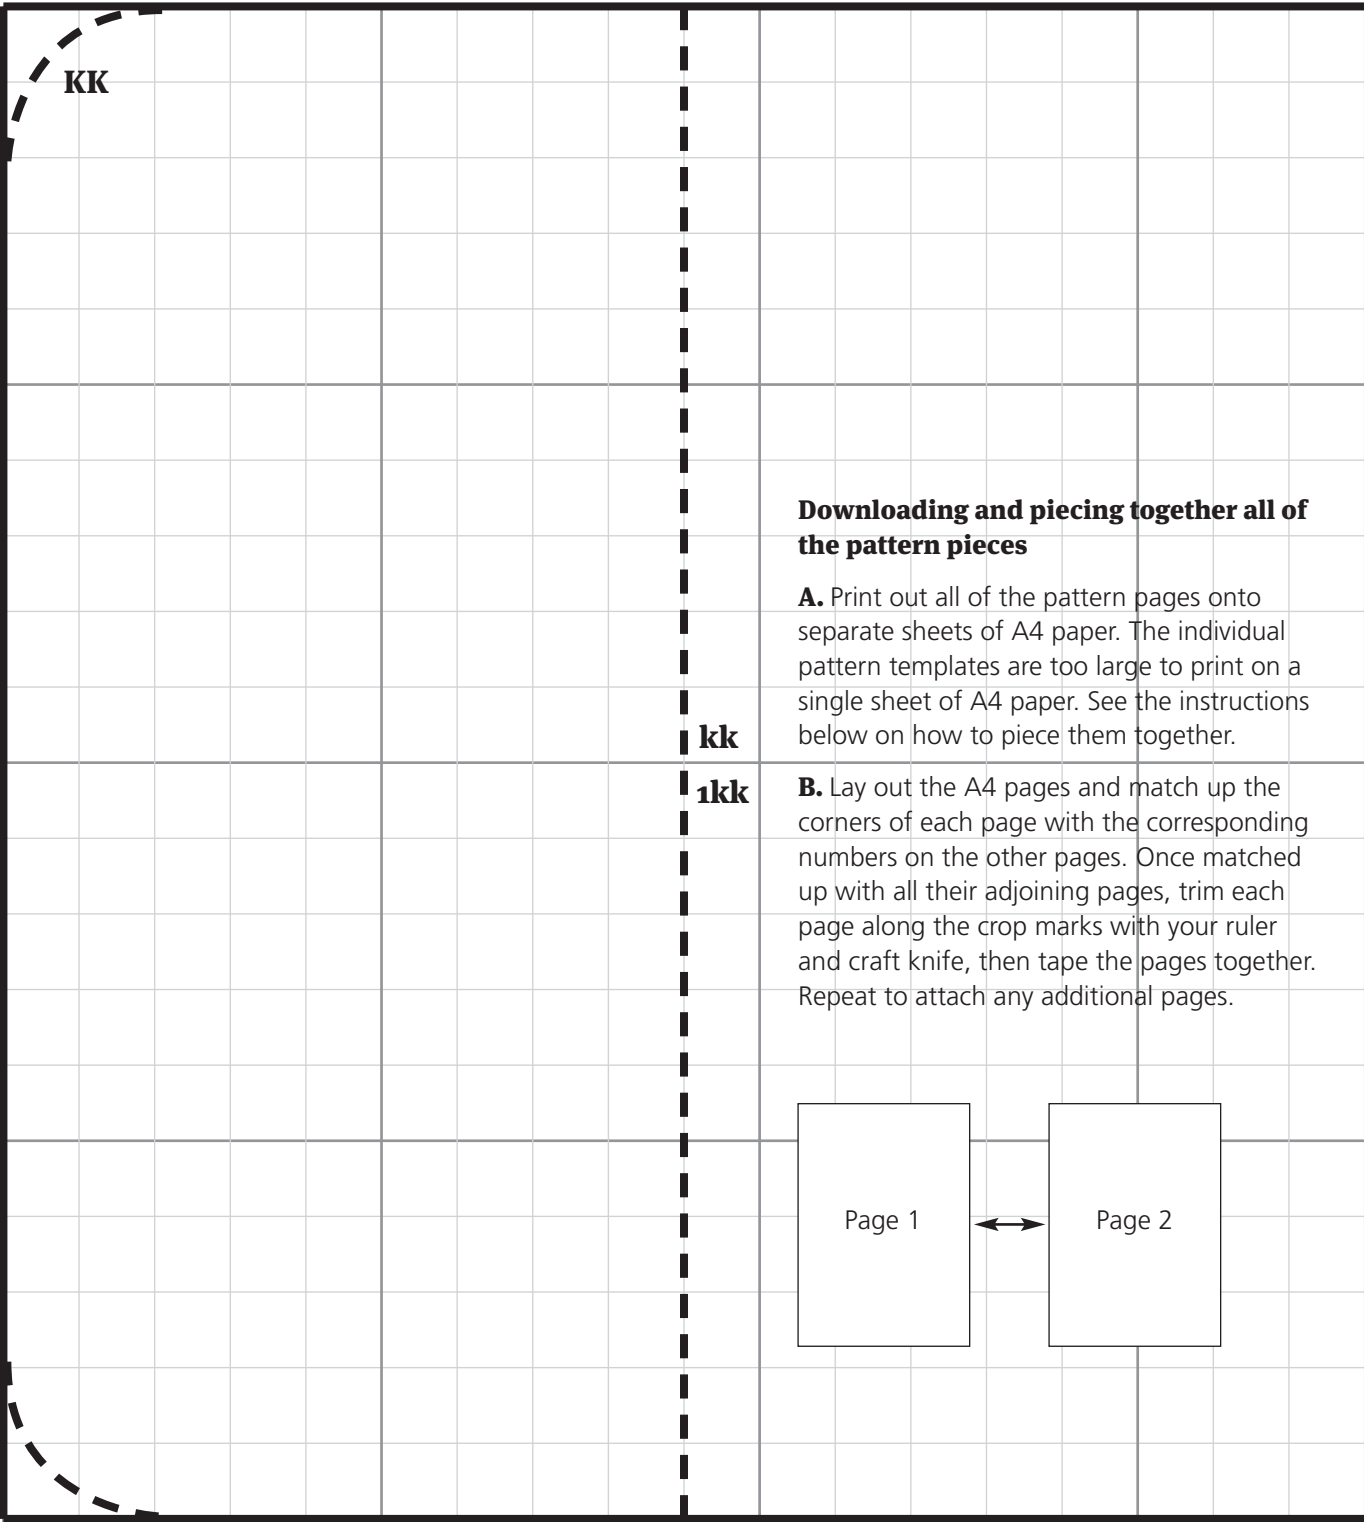 KK
Downloading and piecing together all of
the pattern pieces
A. Print out all of the pattern pages onto
separate sheets of A4 paper. The individual
pattern templates are too large to print on a
single sheet of A4 paper. See the instructions
below on how to piece them together.
kk
1kk
B. Lay out the A4 pages and match up the
corners of each page with the corresponding
numbers on the other pages. Once matched
up with all their adjoining pages, trim each
page along the crop marks with your ruler
and craft knife, then tape the pages together.
Repeat to attach any additional pages.
Page 1
Page 2